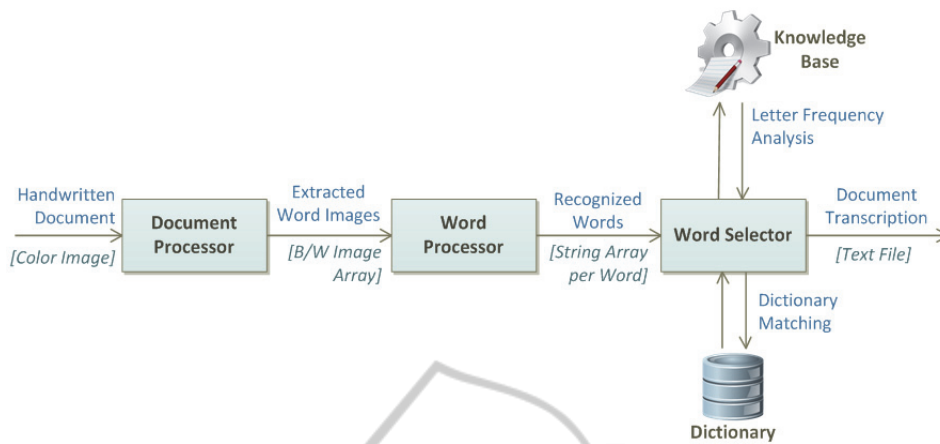 Knowledge
Base
Letter Frequency
Analysis
Handwritten
Document
[Color Image]
Document
Processor
Extracted
Word Images
[B/W Image
Array]
Word
Processor
Recognized
Words
[String Array
per Word]
Word Selector
Document
Transcription
[Text File]
Dictionary
Matching
Dictionary